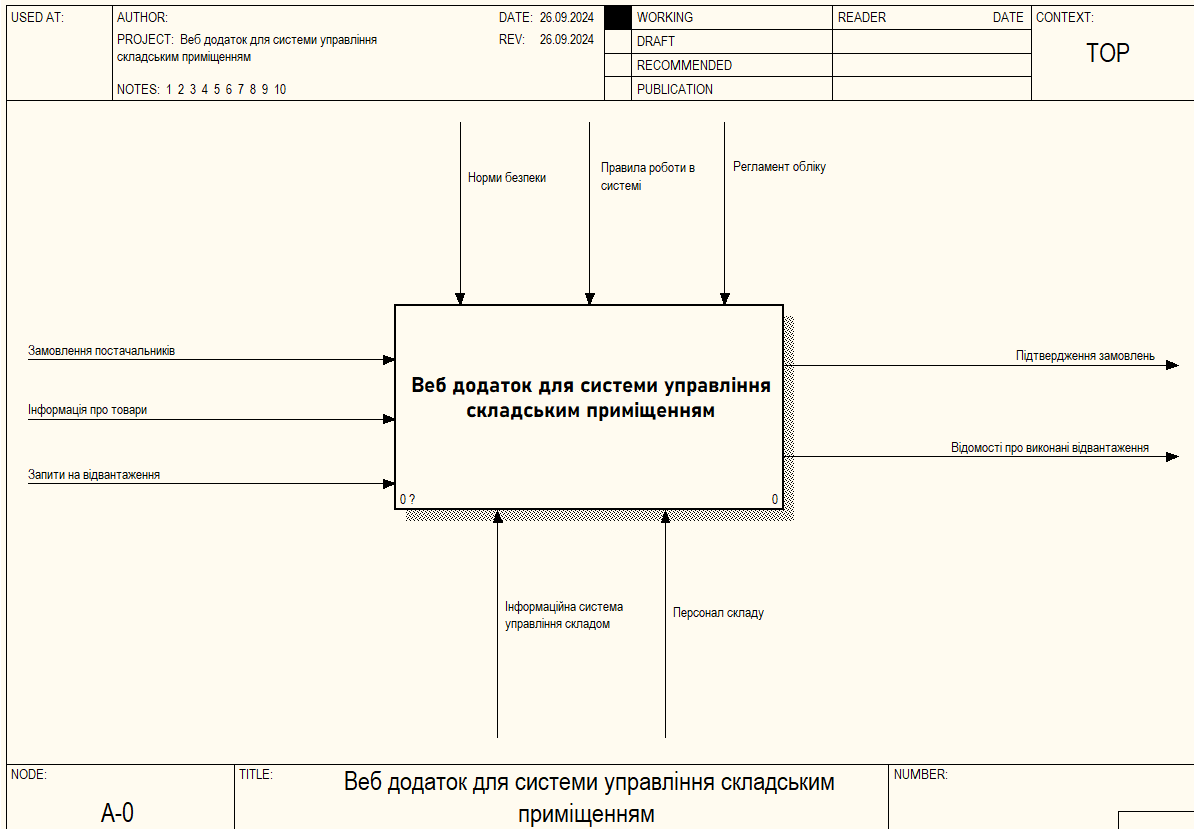 USED AT:
AUTHOR:
DATE: 26.09.2024
PROJECT: Веб додаток для системи управління
складським приміщенням
REV: 26.09.2024
NOTES: 1 2 3 4 5 6 7 8 9 10
WORKING
DRAFT
RECOMMENDED
PUBLICATION
READER
DATE
CONTEXT:
TOP
Норми безпеки
Правила роботи в
системі
Регламент обліку
Замовлення постачальників
Інформація про товари
Запити на відвантаження
Веб додаток для системи управління
складським приміщенням
0 ?
0
Підтвердження замовлень
Відомості про виконані відвантаження
Інформаційна система
управління складом
Персонал складу
NODE:
A-0
TITLE:
Веб додаток для системи управління складським
приміщенням
NUMBER: